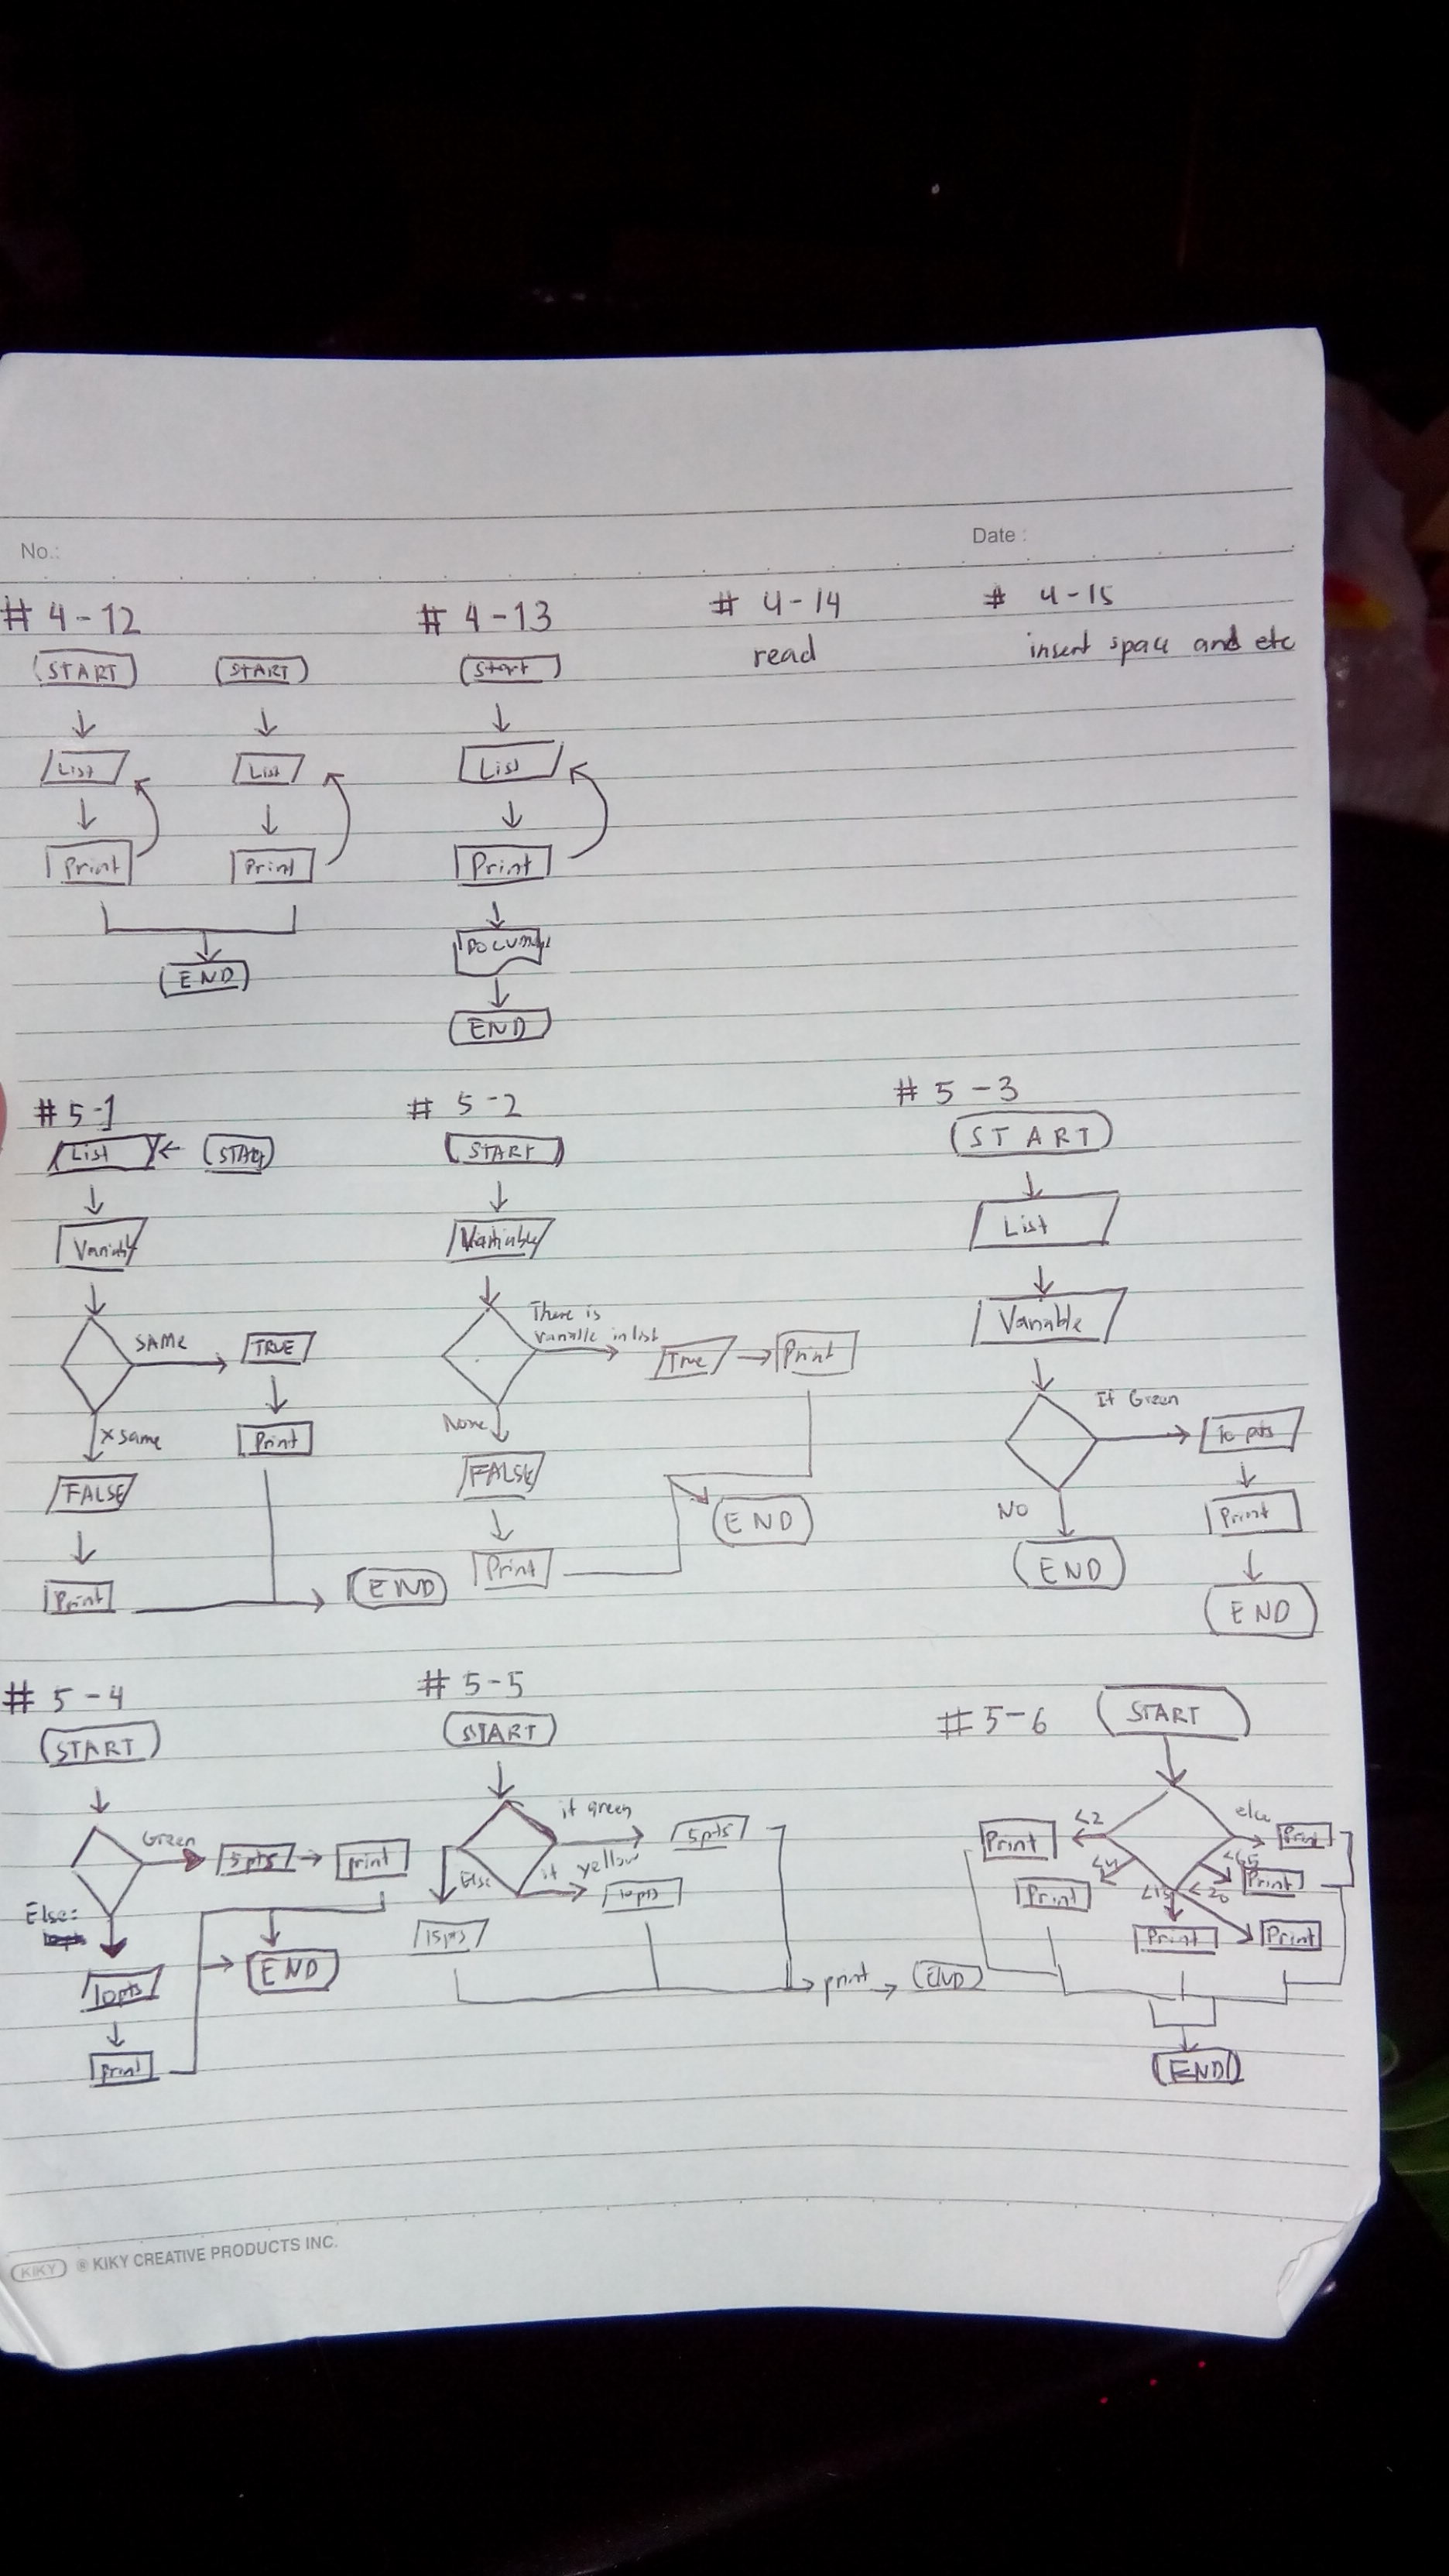 No.:
Date :
# 4-12
# 4-13
# 4-14
# 4-15
(START)
(START)
(Start)
read
insert space and etc
List
List
List
Print
Print
Print
END
DOCUM
END
# 5-1
# 5-2
# 5-3
List
START
START
START
Variable
Variable
List
Variable
SAME
TRUE
There is
variable in list
True
Print
If Green
10 pts
x same
Print
None
FALSE
FALSE
NO
Print
END
END
Print
Print
END
END
# 5-4
# 5-5
# 5-6
START
START
START
Green
5pts
print
if green
5pts
Else
if yellow
10pts
<2
Print
<4
Print
else
Print
<65
Print
<13
<20
Print
Print
Else:
15pts
10pts
END
print
END
print
END
KIKY
® KIKY CREATIVE PRODUCTS INC.